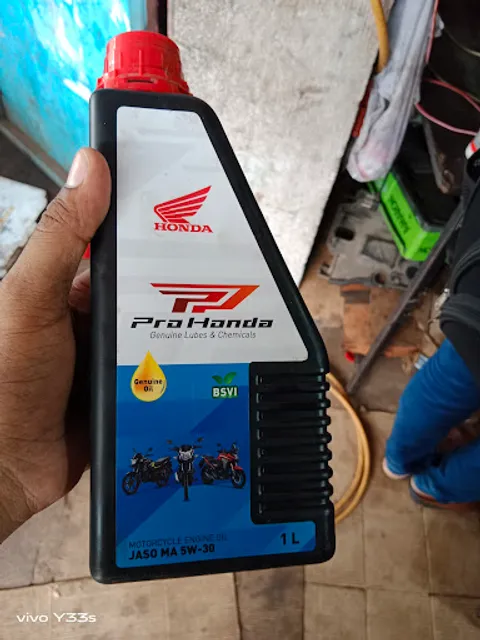 HONDA
Pro Honda
Genuine Lubes & Chemicals
Genuine
Oil
BSVI
MOTORCYCLE ENGINE OIL
JASO MA 5W-30
1 L
vivo Y33s